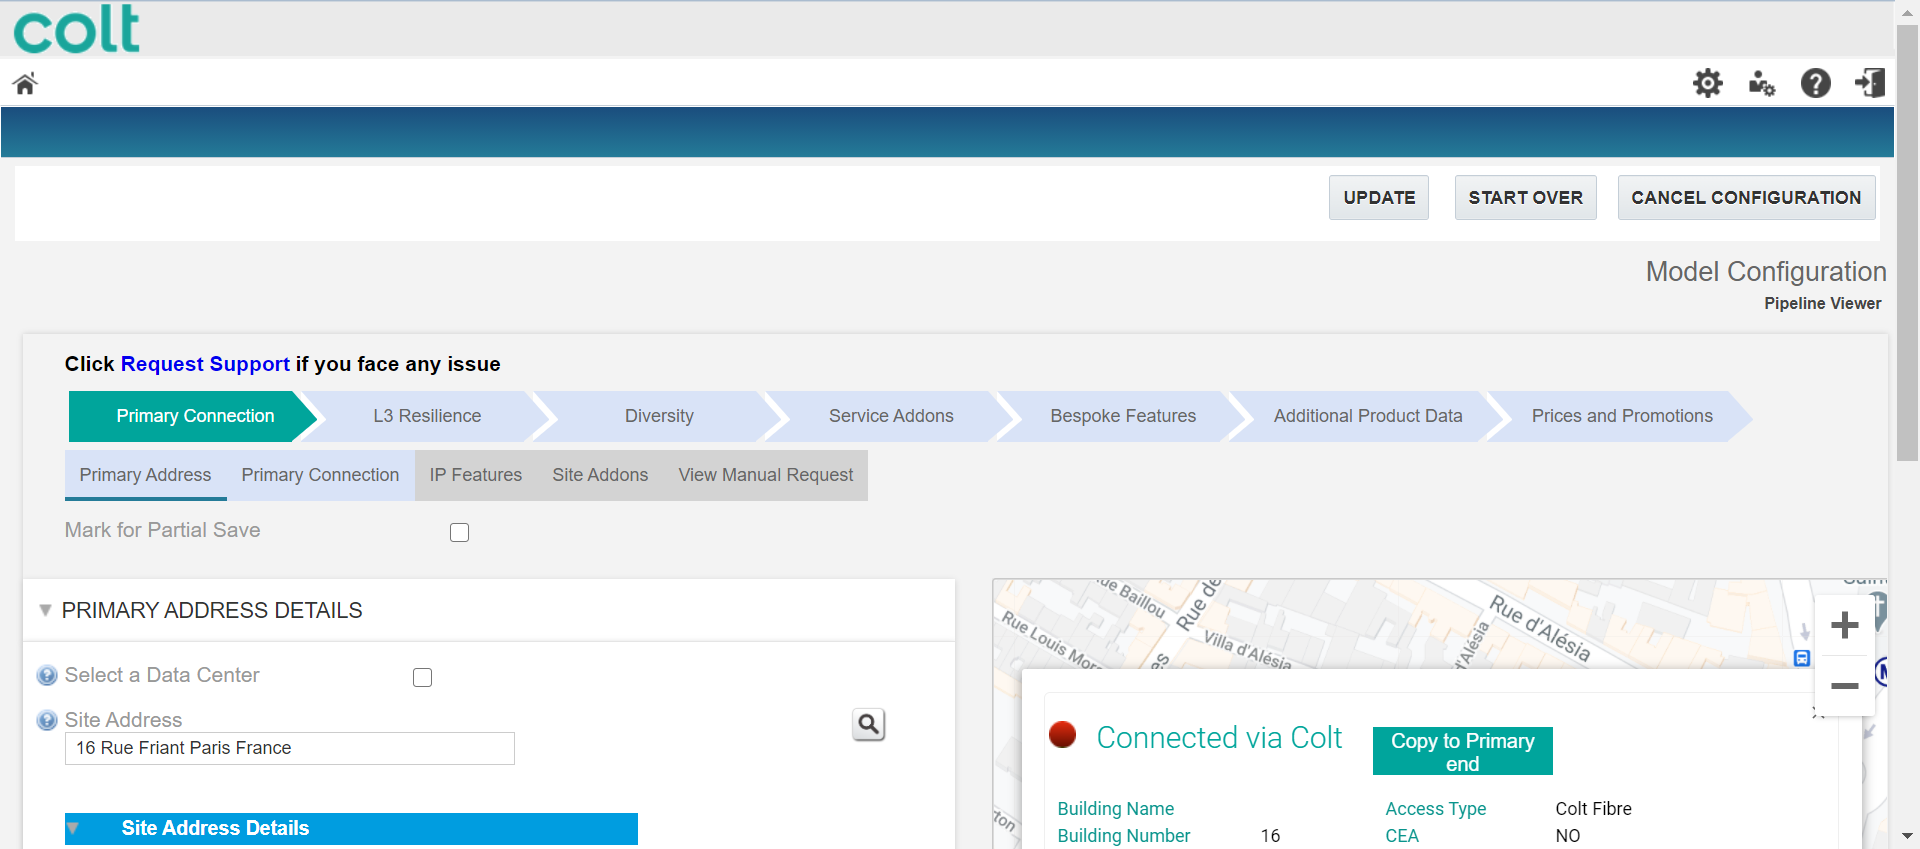 colt
UPDATE
START OVER
CANCEL CONFIGURATION
Model Configuration
Pipeline Viewer
Click Request Support if you face any issue
Primary Connection
L3 Resilience
Diversity
Service Addons
Bespoke Features
Additional Product Data
Prices and Promotions
Primary Address
Primary Connection
IP Features
Site Addons
View Manual Request
Mark for Partial Save
PRIMARY ADDRESS DETAILS
Select a Data Center
Site Address
16 Rue Friant Paris France
Site Address Details
Rue de
Rue Louis Mor
Villa d'Alésia
d'Alésia
Rue d'Alésia
Connected via Colt
Copy to Primary
end
Building Name
Access Type
Colt Fibre
Building Number
16
CEA
NO